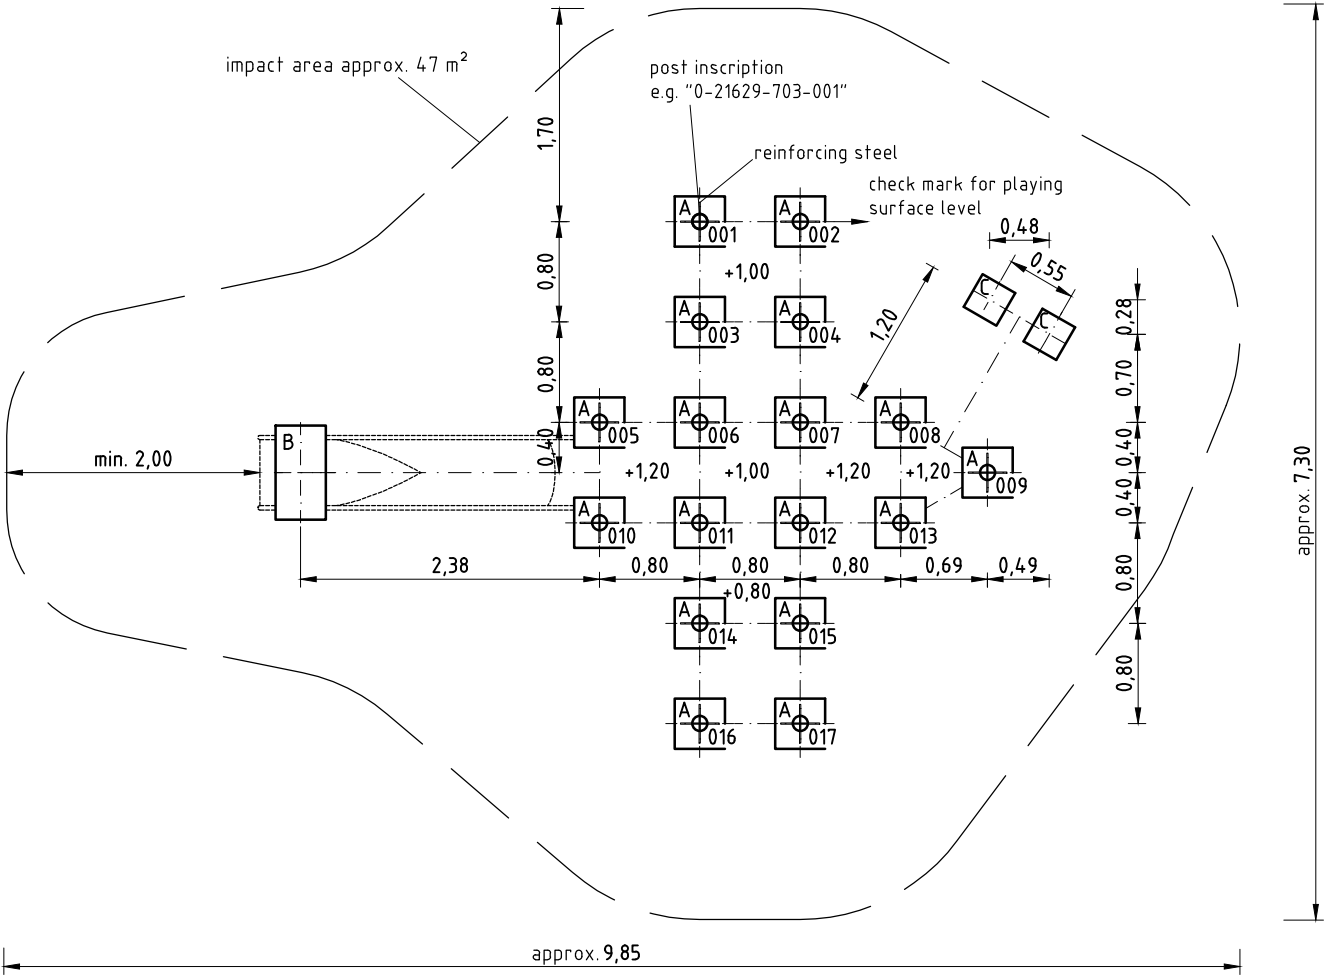 impact area approx. 47 m²
post inscription
e.g. "0-21629-703-001"
reinforcing steel
check mark for playing
surface level
1,70
A 001
A 002
0,48
0,55
C
C
0,80
+1,00
1,20
0,28
A 003
A 004
0,80
0,70
A 005
A 006
A 007
A 008
B
0,40
0,40
min. 2,00
+1,20
+1,00
+1,20
+1,20
A 009
0,40
approx. 7,30
A 010
A 011
A 012
A 013
2,38
0,80
0,80
0,80
0,69
0,49
0,80
+0,80
A 014
A 015
0,80
A 016
A 017
approx. 9,85